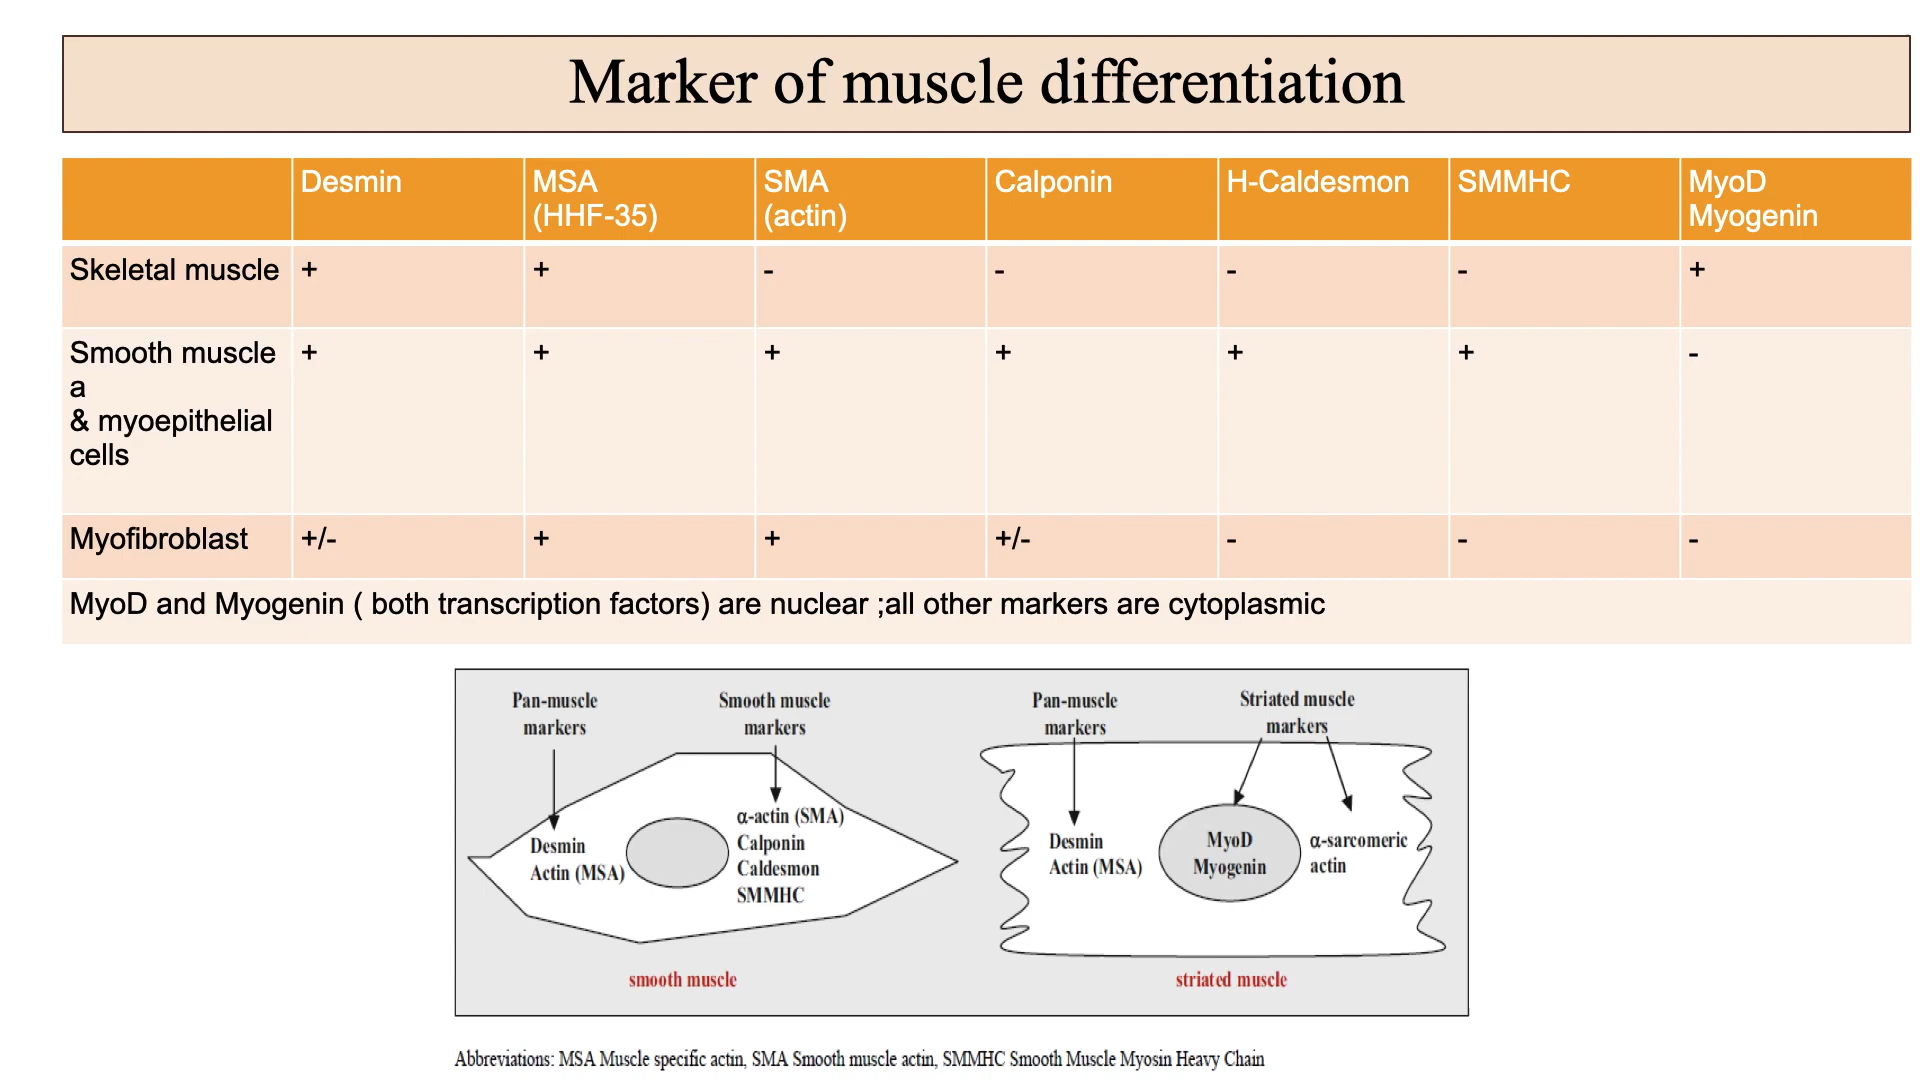 Marker of muscle differentiation
Desmin MSA (HHF-35) SMA (actin) Calponin H-Caldesmon SMMHC MyoD Myogenin
Skeletal muscle + + - - - - +
Smooth muscle a & myoepithelial cells + + + + + + -
Myofibroblast +/- + + +/- - - -
MyoD and Myogenin ( both transcription factors) are nuclear ;all other markers are cytoplasmic
Pan-muscle
markers
Smooth muscle
markers
Desmin
Actin (MSA)
α-actin (SMA)
Calponin
Caldesmon
SMMHC
smooth muscle
Pan-muscle
markers
Striated muscle
markers
Desmin
Actin (MSA)
MyoD
Myogenin
α-sarcomeric
actin
striated muscle
Abbreviations: MSA Muscle specific actin, SMA Smooth muscle actin, SMMHC Smooth Muscle Myosin Heavy Chain